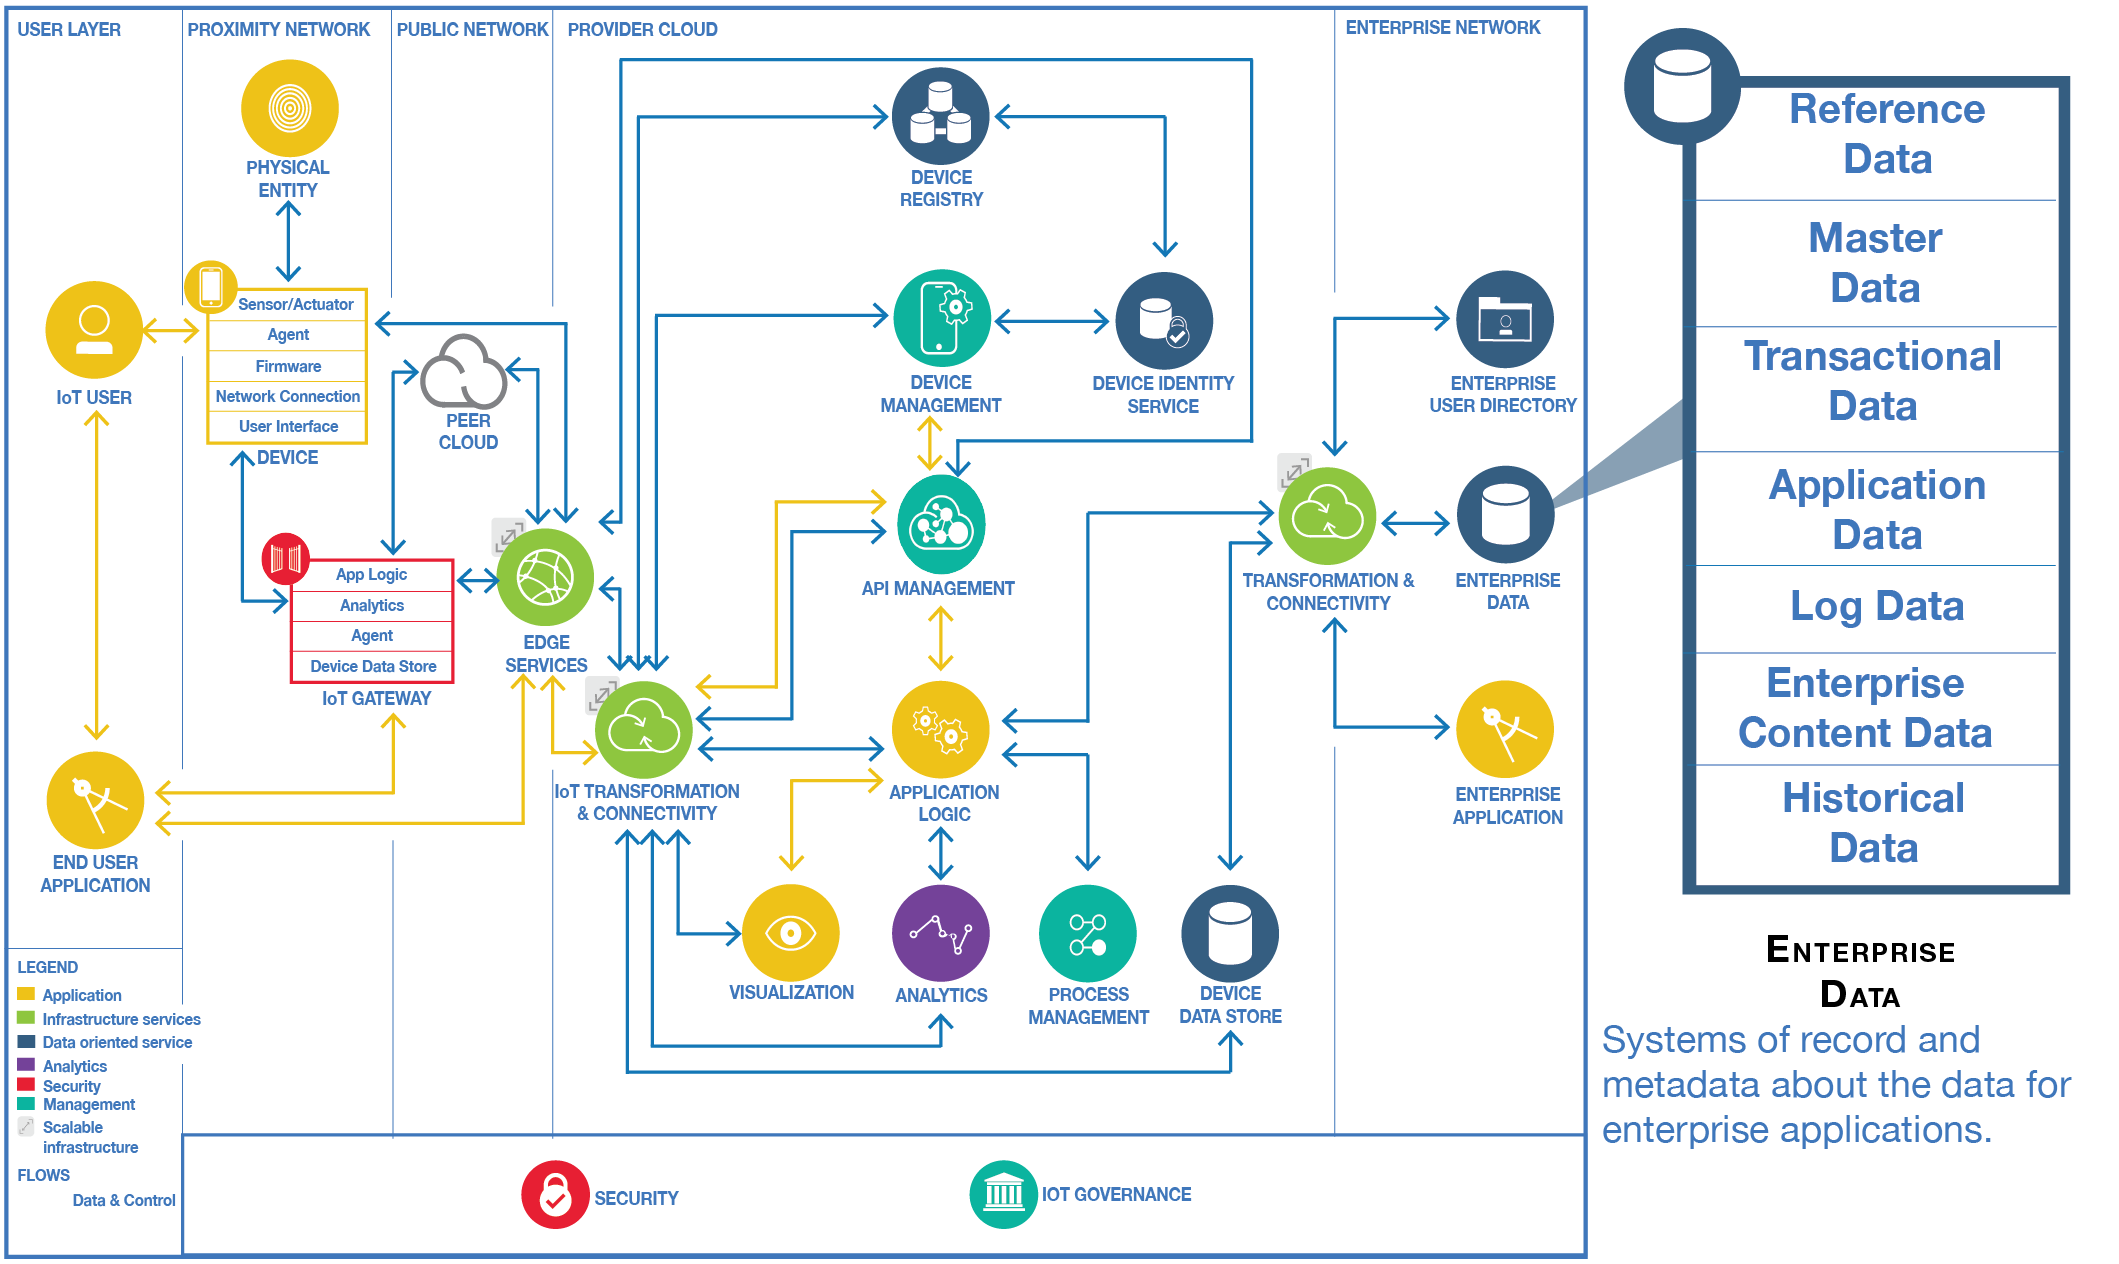 USER LAYER
PROXIMITY NETWORK
PUBLIC NETWORK
PROVIDER CLOUD
ENTERPRISE NETWORK
PHYSICAL
ENTITY
DEVICE
REGISTRY
IoT USER
Sensor/Actuator
Agent
Firmware
Network Connection
User Interface
DEVICE
PEER
CLOUD
DEVICE
MANAGEMENT
DEVICE IDENTITY
SERVICE
ENTERPRISE
USER DIRECTORY
App Logic
Analytics
Agent
Device Data Store
IoT GATEWAY
EDGE
SERVICES
API MANAGEMENT
TRANSFORMATION &
CONNECTIVITY
ENTERPRISE
DATA
END USER
APPLICATION
IoT TRANSFORMATION
& CONNECTIVITY
APPLICATION
LOGIC
ENTERPRISE
APPLICATION
VISUALIZATION
ANALYTICS
PROCESS
MANAGEMENT
DEVICE
DATA STORE
LEGEND
Application
Infrastructure services
Data oriented service
Analytics
Security
Management
Scalable
infrastructure
FLOWS
Data & Control
SECURITY
IOT GOVERNANCE
Reference
Data
Master
Data
Transactional
Data
Application
Data
Log Data
Enterprise
Content Data
Historical
Data
ENTERPRISE
DATA
Systems of record and
metadata about the data for
enterprise applications.